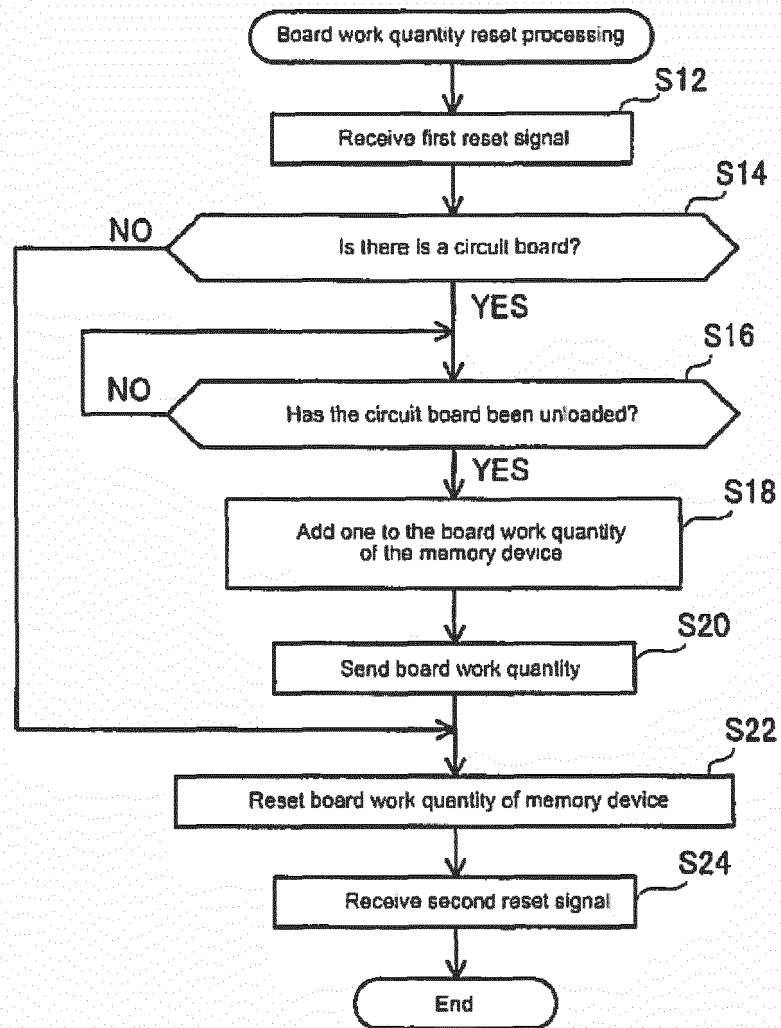 Board work quantity reset processing
S12
Receive first reset signal
S14
NO
Is there is a circuit board?
YES
S16
NO
Has the circuit board been unloaded?
YES
S18
Add one to the board work quantity
of the memory device
S20
Send board work quantity
S22
Reset board work quantity of memory device
S24
Receive second reset signal
End